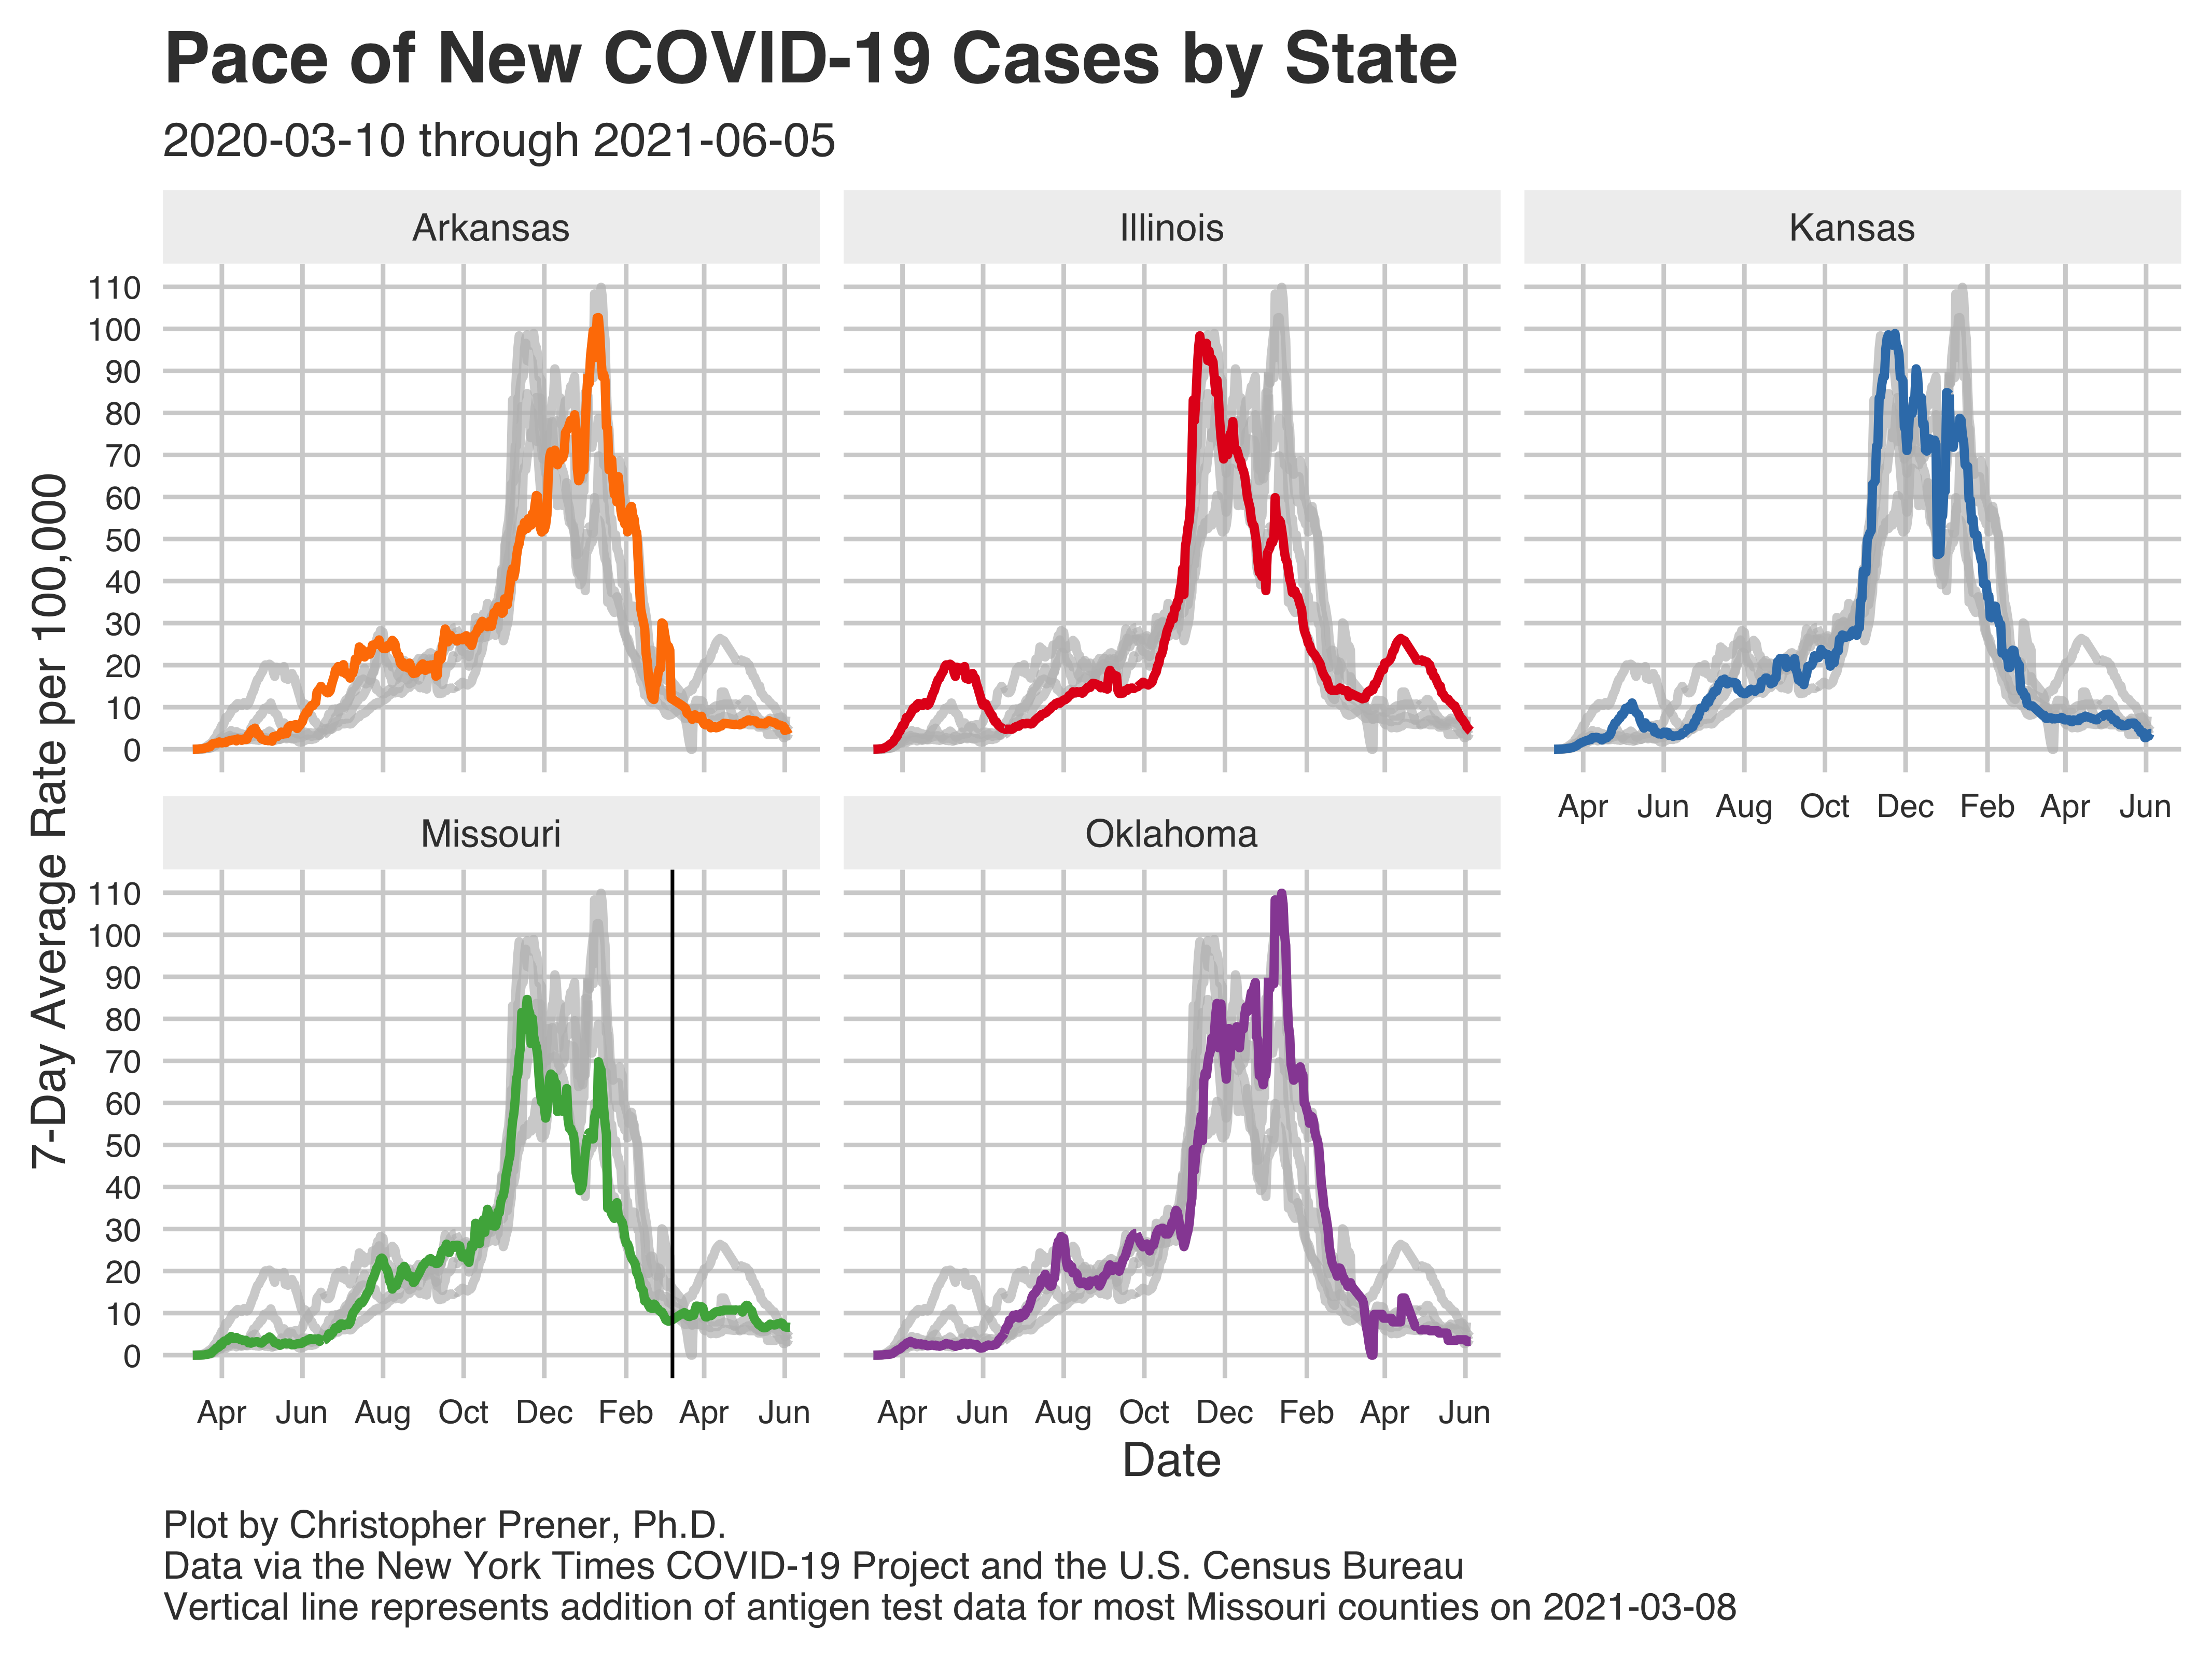 Pace of New COVID-19 Cases by State
2020-03-10 through 2021-06-05
Arkansas
Illinois
Kansas
7-Day Average Rate per 100,000
110
100
90
80
70
60
50
40
30
20
10
0
Apr Jun Aug Oct Dec Feb Apr Jun
Missouri
Oklahoma
110
100
90
80
70
60
50
40
30
20
10
0
Apr Jun Aug Oct Dec Feb Apr Jun
Apr Jun Aug Oct Dec Feb Apr Jun
Date
Plot by Christopher Prener, Ph.D.
Data via the New York Times COVID-19 Project and the U.S. Census Bureau
Vertical line represents addition of antigen test data for most Missouri counties on 2021-03-08